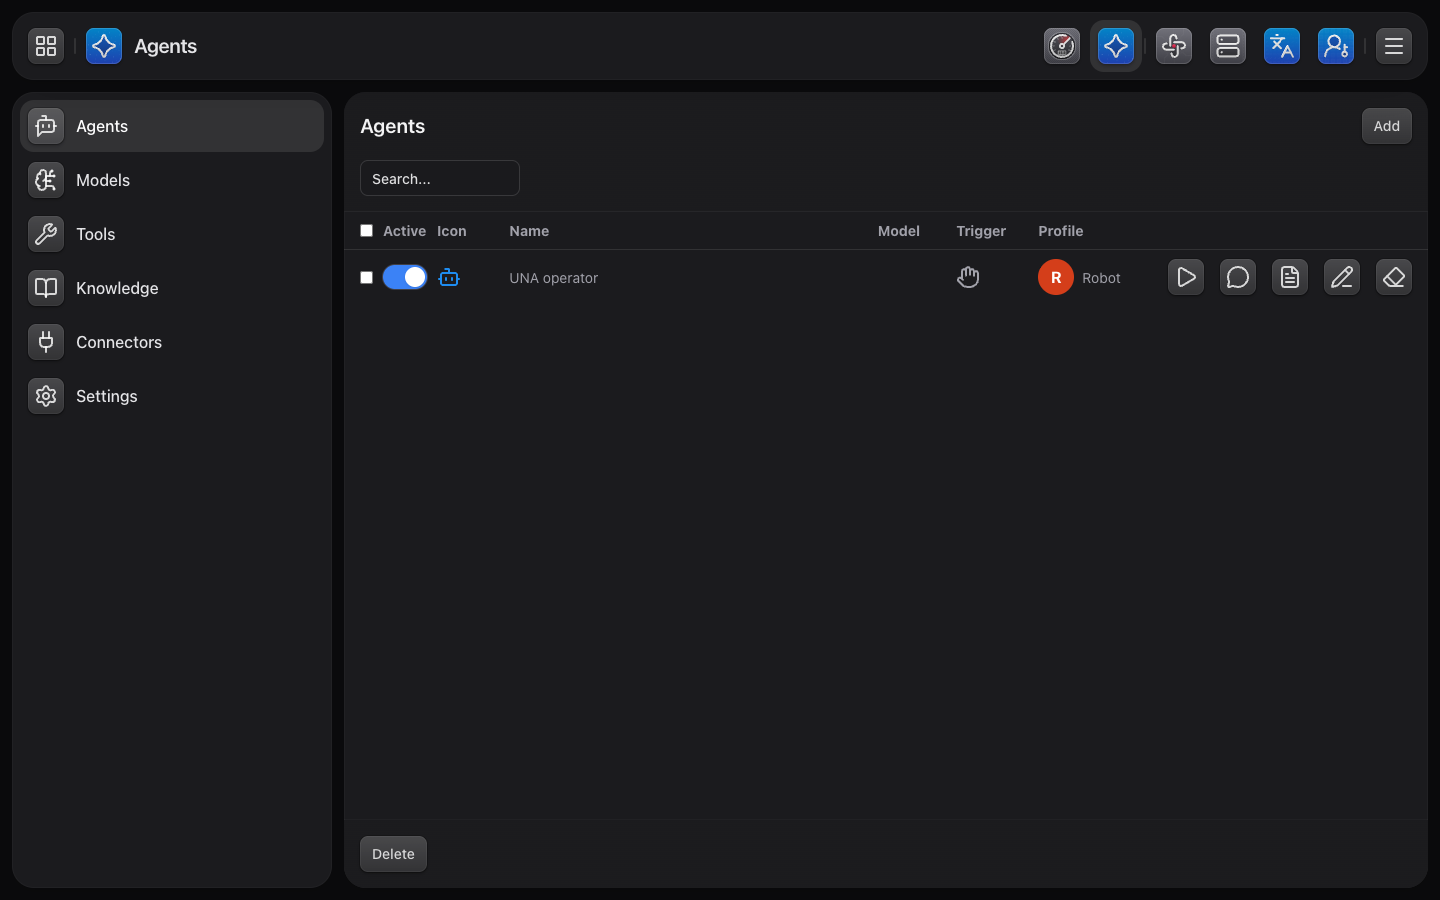 Agents
Agents
Models
Tools
Knowledge
Connectors
Settings
Agents
Add
Search...
Active Icon Name Model Trigger Profile
UNA operator R Robot
Delete